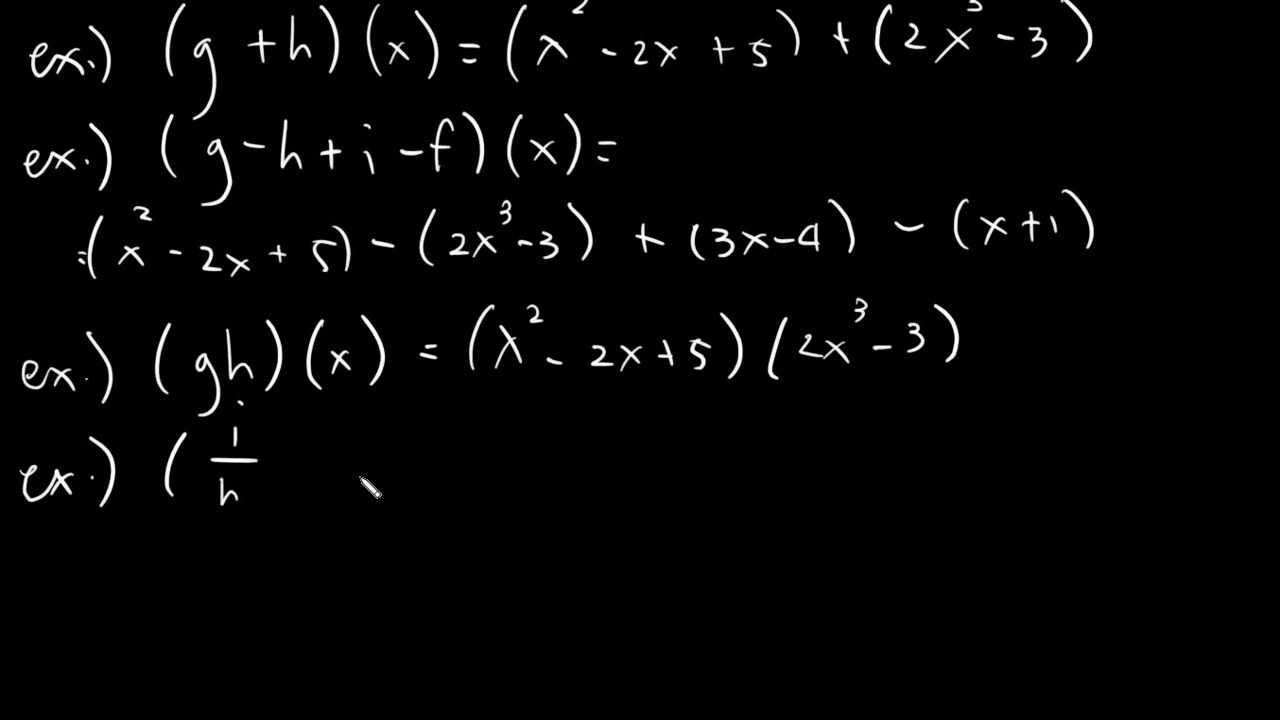 ex.) (g + h)(x) = (x² - 2x + 5) + (2x³ - 3)
ex.) (g - h + i - f)(x) =
= (x² - 2x + 5) - (2x³ - 3) + (3x - 4) - (x + 1)
ex.) (gh)(x) = (x² - 2x + 5)(2x³ - 3)
ex.) ( i/h